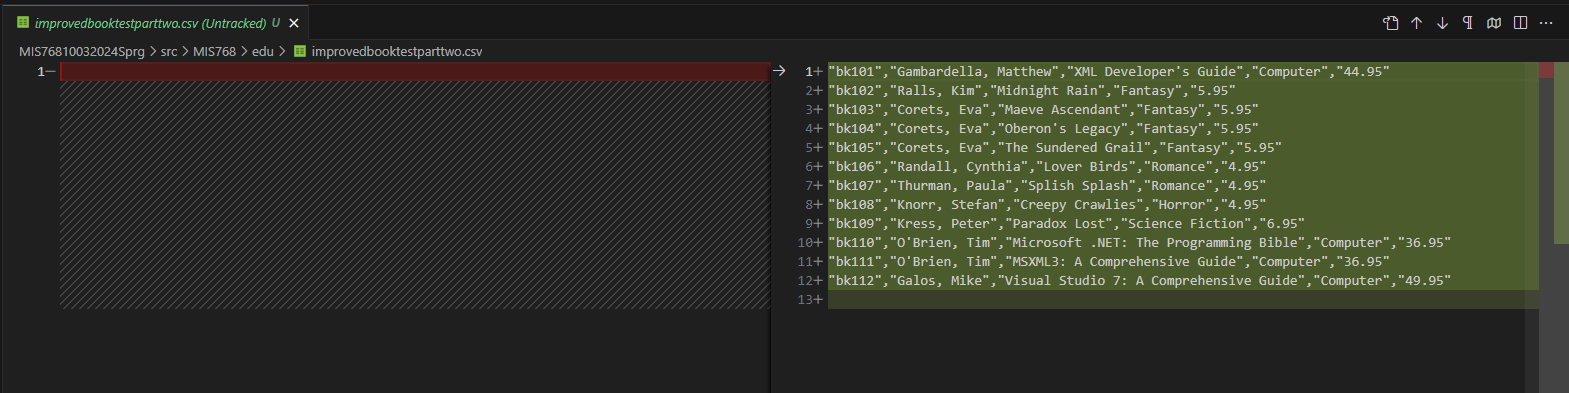 improvedbooktestparttwo.csv (Untracked) U
MIS76810032024Sprg > src > MIS768 > edu > improvedbooktestparttwo.csv
1-
1+ "bk101","Gambardella, Matthew","XML Developer's Guide","Computer","44.95"
2+ "bk102","Ralls, Kim","Midnight Rain","Fantasy","5.95"
3+ "bk103","Corets, Eva","Maeve Ascendant","Fantasy","5.95"
4+ "bk104","Corets, Eva","Oberon's Legacy","Fantasy","5.95"
5+ "bk105","Corets, Eva","The Sundered Grail","Fantasy","5.95"
6+ "bk106","Randall, Cynthia","Lover Birds","Romance","4.95"
7+ "bk107","Thurman, Paula","Splish Splash","Romance","4.95"
8+ "bk108","Knorr, Stefan","Creepy Crawlies","Horror","4.95"
9+ "bk109","Kress, Peter","Paradox Lost","Science Fiction","6.95"
10+ "bk110","O'Brien, Tim","Microsoft .NET: The Programming Bible","Computer","36.95"
11+ "bk111","O'Brien, Tim","MSXML3: A Comprehensive Guide","Computer","36.95"
12+ "bk112","Galos, Mike","Visual Studio 7: A Comprehensive Guide","Computer","49.95"
13+